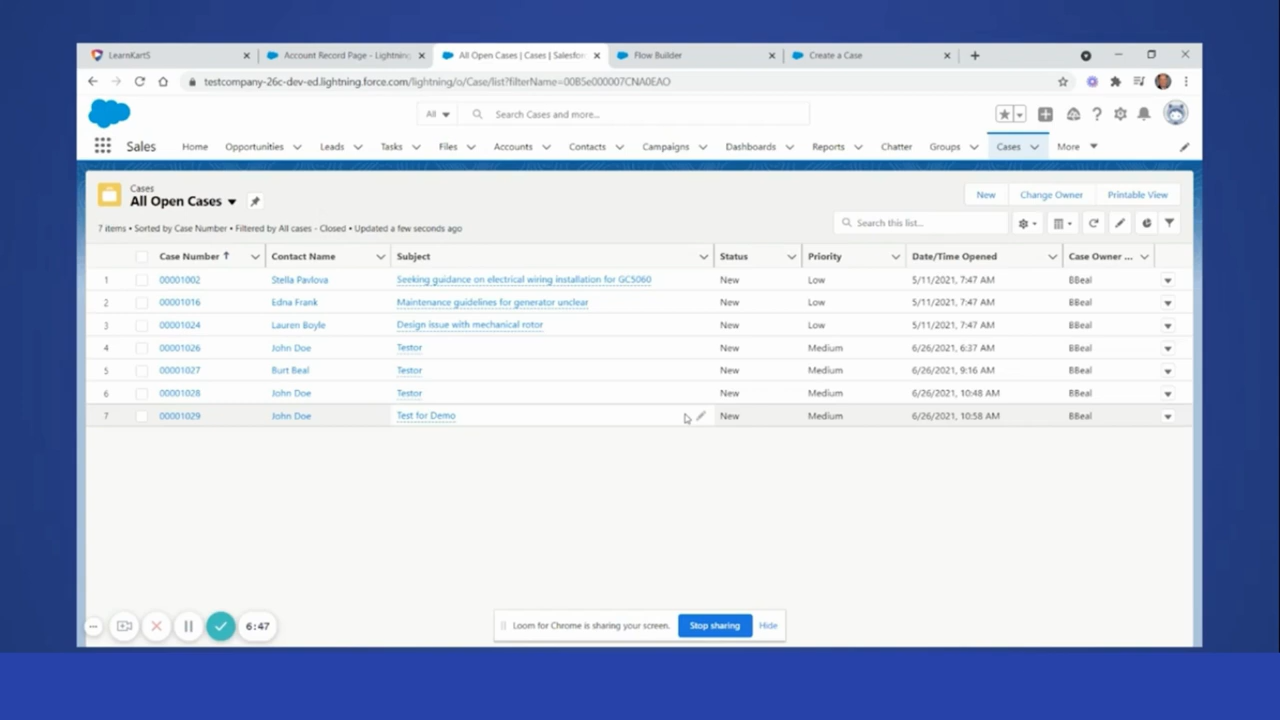 LearnKartS
Account Record Page - Lightning
All Open Cases | Cases | Salesfor
Flow Builder
Create a Case
testcompany-26c-dev-ed.lightning.force.com/lightning/o/Case/list?filterName=00B5e000007CNA0EAO
All
Search Cases and more...
Sales
Home
Opportunities
Leads
Tasks
Files
Accounts
Contacts
Campaigns
Dashboards
Reports
Chatter
Groups
Cases
More
Cases
All Open Cases
New
Change Owner
Printable View
7 items • Sorted by Case Number • Filtered by All cases - Closed • Updated a few seconds ago
Search this list...
Case Number Contact Name Subject Status Priority Date/Time Opened Case Owner ...
1 00001002 Stella Pavlova Seeking guidance on electrical wiring installation for GC5060 New Low 5/11/2021, 7:47 AM BBeal
2 00001016 Edna Frank Maintenance guidelines for generator unclear New Low 5/11/2021, 7:47 AM BBeal
3 00001024 Lauren Boyle Design issue with mechanical rotor New Low 5/11/2021, 7:47 AM BBeal
4 00001026 John Doe Testor New Medium 6/26/2021, 6:37 AM BBeal
5 00001027 Burt Beal Testor New Medium 6/26/2021, 9:16 AM BBeal
6 00001028 John Doe Testor New Medium 6/26/2021, 10:48 AM BBeal
7 00001029 John Doe Test for Demo New Medium 6/26/2021, 10:58 AM BBeal
6:47
Loom for Chrome is sharing your screen.
Stop sharing
Hide